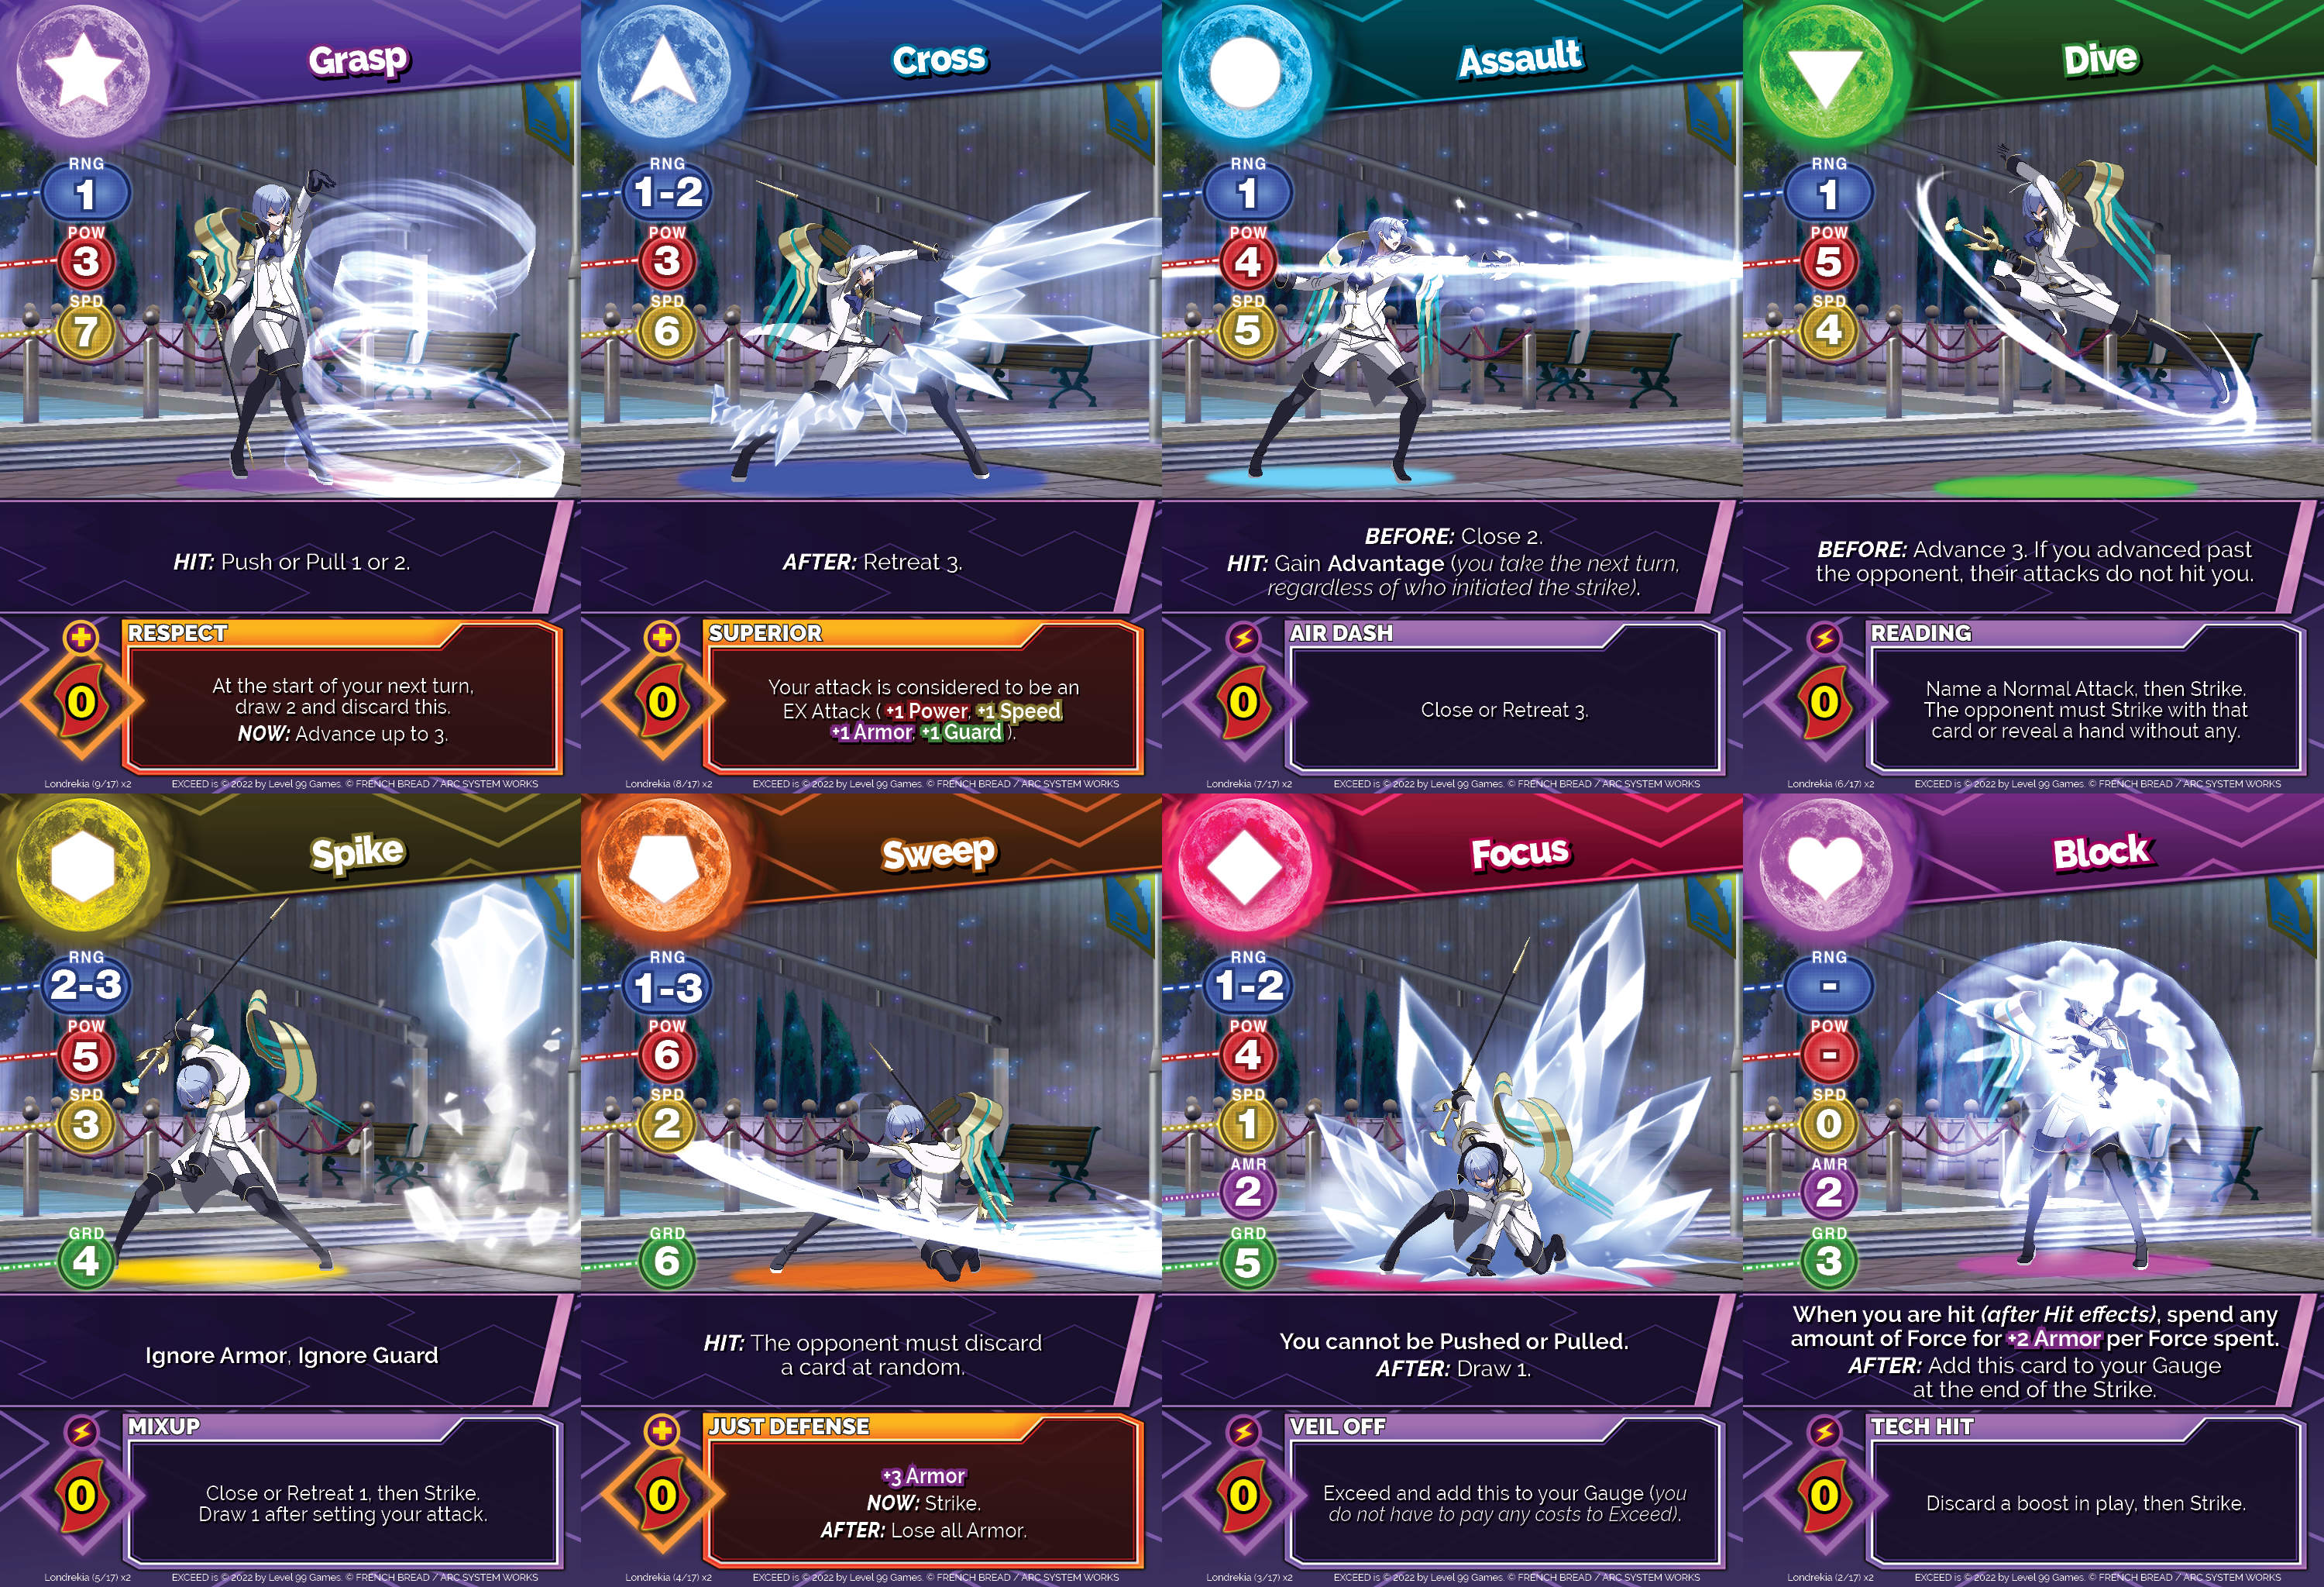 Grasp
RNG
1
POW
3
SPD
7
HIT: Push or Pull 1 or 2.
RESPECT
0
At the start of your next turn,
draw 2 and discard this.
NOW: Advance up to 3.
Londrekia (9/17) x2
EXCEED is © 2022 by Level 99 Games. © FRENCH BREAD / ARC SYSTEM WORKS
Cross
RNG
1-2
POW
3
SPD
6
AFTER: Retreat 3.
SUPERIOR
0
Your attack is considered to be an
EX Attack ( +1 Power, +1 Speed
+1 Armor, +1 Guard ).
Londrekia (8/17) x2
EXCEED is © 2022 by Level 99 Games. © FRENCH BREAD / ARC SYSTEM WORKS
Assault
RNG
1
POW
4
SPD
5
BEFORE: Close 2.
HIT: Gain Advantage (you take the next turn,
regardless of who initiated the strike).
AIR DASH
0
Close or Retreat 3.
Londrekia (7/17) x2
EXCEED is © 2022 by Level 99 Games. © FRENCH BREAD / ARC SYSTEM WORKS
Dive
RNG
1
POW
5
SPD
4
BEFORE: Advance 3. If you advanced past
the opponent, their attacks do not hit you.
READING
0
Name a Normal Attack, then Strike.
The opponent must Strike with that
card or reveal a hand without any.
Londrekia (6/17) x2
EXCEED is © 2022 by Level 99 Games. © FRENCH BREAD / ARC SYSTEM WORKS
Spike
RNG
2-3
POW
5
SPD
3
GRD
4
Ignore Armor, Ignore Guard
MIXUP
0
Close or Retreat 1, then Strike.
Draw 1 after setting your attack.
Londrekia (5/17) x2
EXCEED is © 2022 by Level 99 Games. © FRENCH BREAD / ARC SYSTEM WORKS
Sweep
RNG
1-3
POW
6
SPD
2
GRD
6
HIT: The opponent must discard
a card at random.
JUST DEFENSE
0
+3 Armor
NOW: Strike.
AFTER: Lose all Armor.
Londrekia (4/17) x2
EXCEED is © 2022 by Level 99 Games. © FRENCH BREAD / ARC SYSTEM WORKS
Focus
RNG
1-2
POW
4
SPD
1
AMR
2
GRD
5
You cannot be Pushed or Pulled.
AFTER: Draw 1.
VEIL OFF
0
Exceed and add this to your Gauge (you
do not have to pay any costs to Exceed).
Londrekia (3/17) x2
EXCEED is © 2022 by Level 99 Games. © FRENCH BREAD / ARC SYSTEM WORKS
Block
RNG
-
POW
-
SPD
0
AMR
2
GRD
3
When you are hit (after Hit effects), spend any
amount of Force for +2 Armor per Force spent.
AFTER: Add this card to your Gauge
at the end of the Strike.
TECH HIT
0
Discard a boost in play, then Strike.
Londrekia (2/17) x2
EXCEED is © 2022 by Level 99 Games. © FRENCH BREAD / ARC SYSTEM WORKS